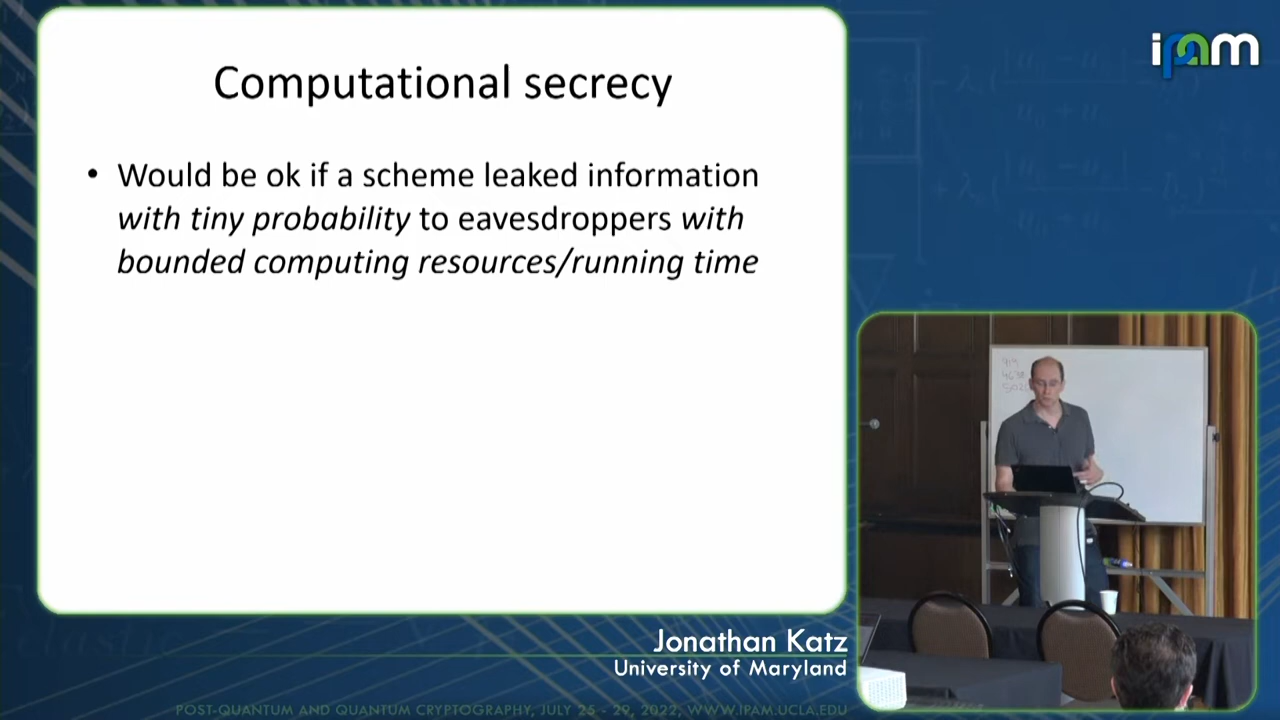 ipam
Computational secrecy
• Would be ok if a scheme leaked information
with tiny probability to eavesdroppers with
bounded computing resources/running time
Jonathan Katz
University of Maryland
POST-QUANTUM AND QUANTUM CRYPTOGRAPHY, JULY 25 - 29, 2022, WWW.IPAM.UCLA.EDU